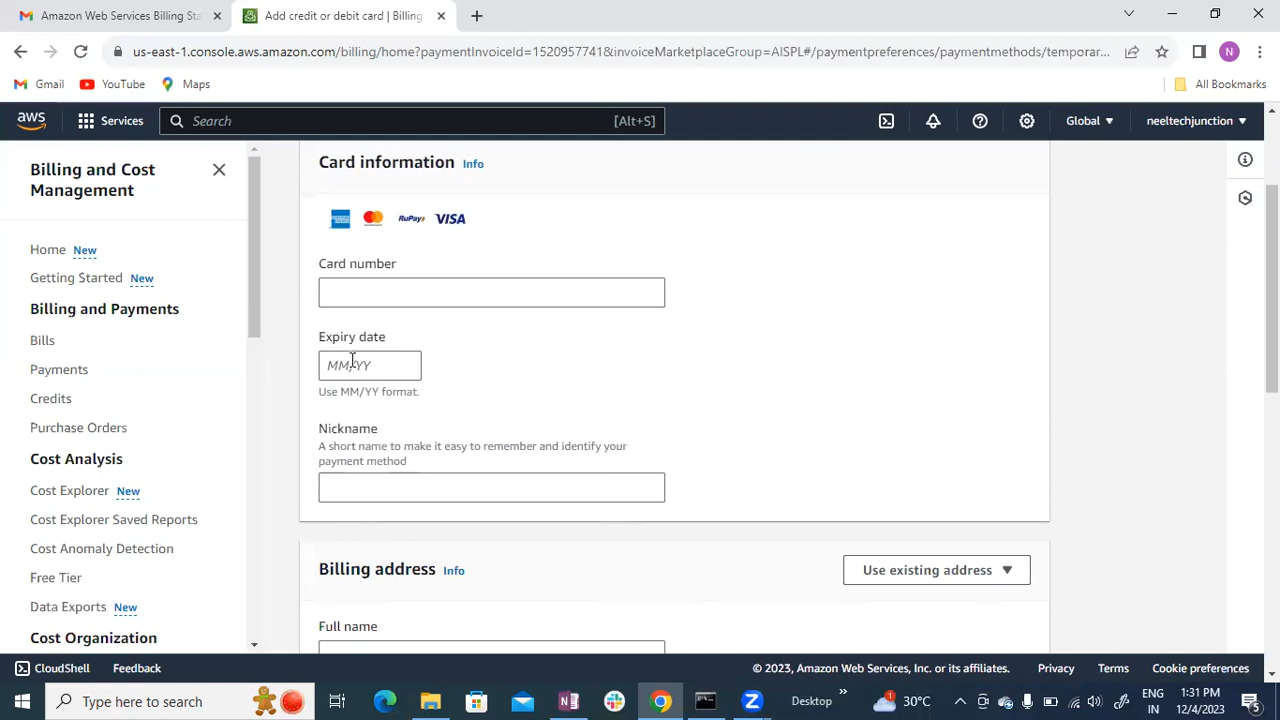 Amazon Web Services Billing Sta
Add credit or debit card | Billing
us-east-1.console.aws.amazon.com/billing/home?paymentInvoiceId=1520957741&invoiceMarketplaceGroup=AISPL#/paymentpreferences/paymentmethods/temporar...
N
Gmail
YouTube
Maps
All Bookmarks
aws
Services
Search
[Alt+S]
Global
neeltechjunction
Billing and Cost
Management
Home New
Getting Started New
Billing and Payments
Bills
Payments
Credits
Purchase Orders
Cost Analysis
Cost Explorer New
Cost Explorer Saved Reports
Cost Anomaly Detection
Free Tier
Data Exports New
Cost Organization
Card information Info
RuPay VISA
Card number
Expiry date
MM/YY
Use MM/YY format.
Nickname
A short name to make it easy to remember and identify your
payment method
Billing address Info
Use existing address
Full name
CloudShell
Feedback
© 2023, Amazon Web Services, Inc. or its affiliates.
Privacy
Terms
Cookie preferences
Type here to search
Desktop
30°C
ENG
IN
1:31 PM
12/4/2023
5